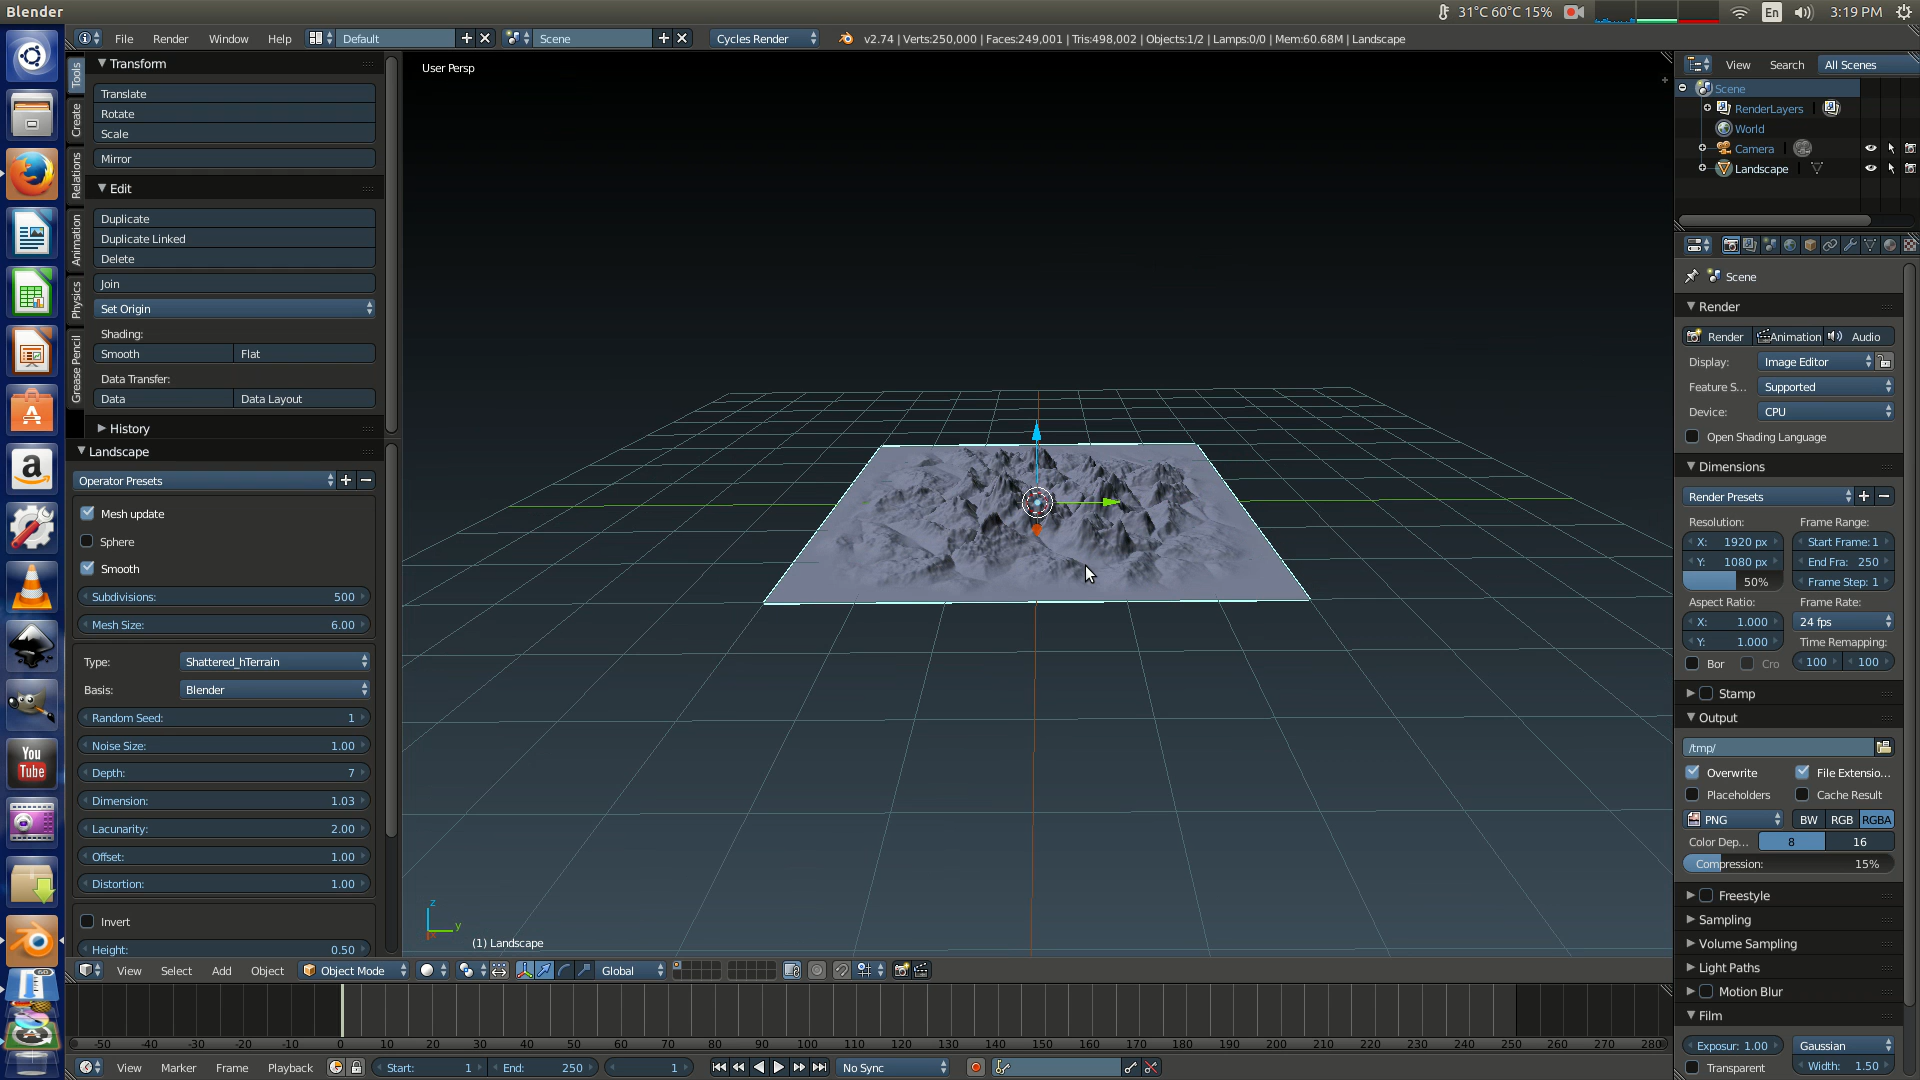 Blender
31°C 60°C 15%
En
3:19 PM
File Render Window Help
Default
Scene
Cycles Render
v2.74 | Verts:250,000 | Faces:249,001 | Tris:498,002 | Objects:1/2 | Lamps:0/0 | Mem:60.68M | Landscape
Tools
Create
Relations
Animation
Physics
Grease Pencil
Transform
Translate
Rotate
Scale
Mirror
Edit
Duplicate
Duplicate Linked
Delete
Join
Set Origin
Shading:
Smooth Flat
Data Transfer:
Data Data Layout
History
Landscape
Operator Presets
Mesh update
Sphere
Smooth
Subdivisions: 500
Mesh Size: 6.00
Type: Shattered_hTerrain
Basis: Blender
Random Seed: 1
Noise Size: 1.00
Depth: 7
Dimension: 1.03
Lacunarity: 2.00
Offset: 1.00
Distortion: 1.00
Invert
Height: 0.50
User Persp
z
y
(1) Landscape
View Select Add Object Object Mode Global
-50 -40 -30 -20 -10 0 10 20 30 40 50 60 70 80 90 100 110 120 130 140 150 160 170 180 190 200 210 220 230 240 250 260 270 280
View Marker Frame Playback Start: 1 End: 250 1 No Sync
View Search All Scenes
Scene
RenderLayers
World
Camera
Landscape
Scene
Render
Render Animation Audio
Display: Image Editor
Feature S... Supported
Device: CPU
Open Shading Language
Dimensions
Render Presets
Resolution: Frame Range:
X: 1920 px Start Frame: 1
Y: 1080 px End Fra: 250
50% Frame Step: 1
Aspect Ratio: Frame Rate:
X: 1.000 24 fps
Y: 1.000 Time Remapping:
Bor Cro 100 100
Stamp
Output
/tmp/
Overwrite File Extensio...
Placeholders Cache Result
PNG BW RGB RGBA
Color Dep... 8 16
Compression: 15%
Freestyle
Sampling
Volume Sampling
Light Paths
Motion Blur
Film
Exposur: 1.00 Gaussian
Transparent Width: 1.50
You
Tube